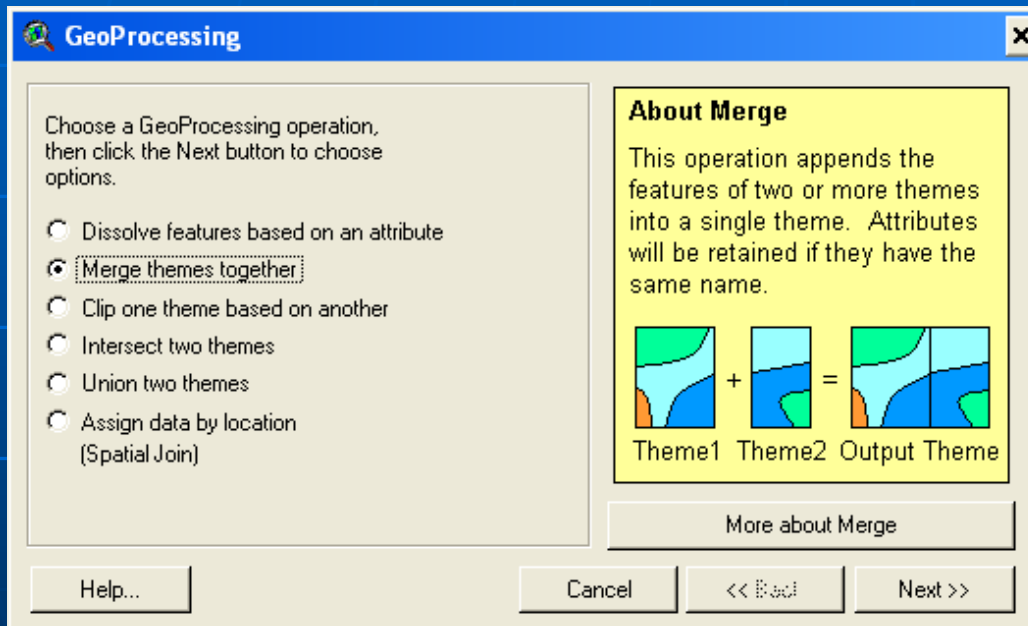 GeoProcessing
Choose a GeoProcessing operation,
then click the Next button to choose
options.
Dissolve features based on an attribute
Merge themes together
Clip one theme based on another
Intersect two themes
Union two themes
Assign data by location
(Spatial Join)
About Merge
This operation appends the
features of two or more themes
into a single theme. Attributes
will be retained if they have the
same name.
+ =
Theme1 Theme2 Output Theme
More about Merge
Help...
Cancel
<< Back
Next >>